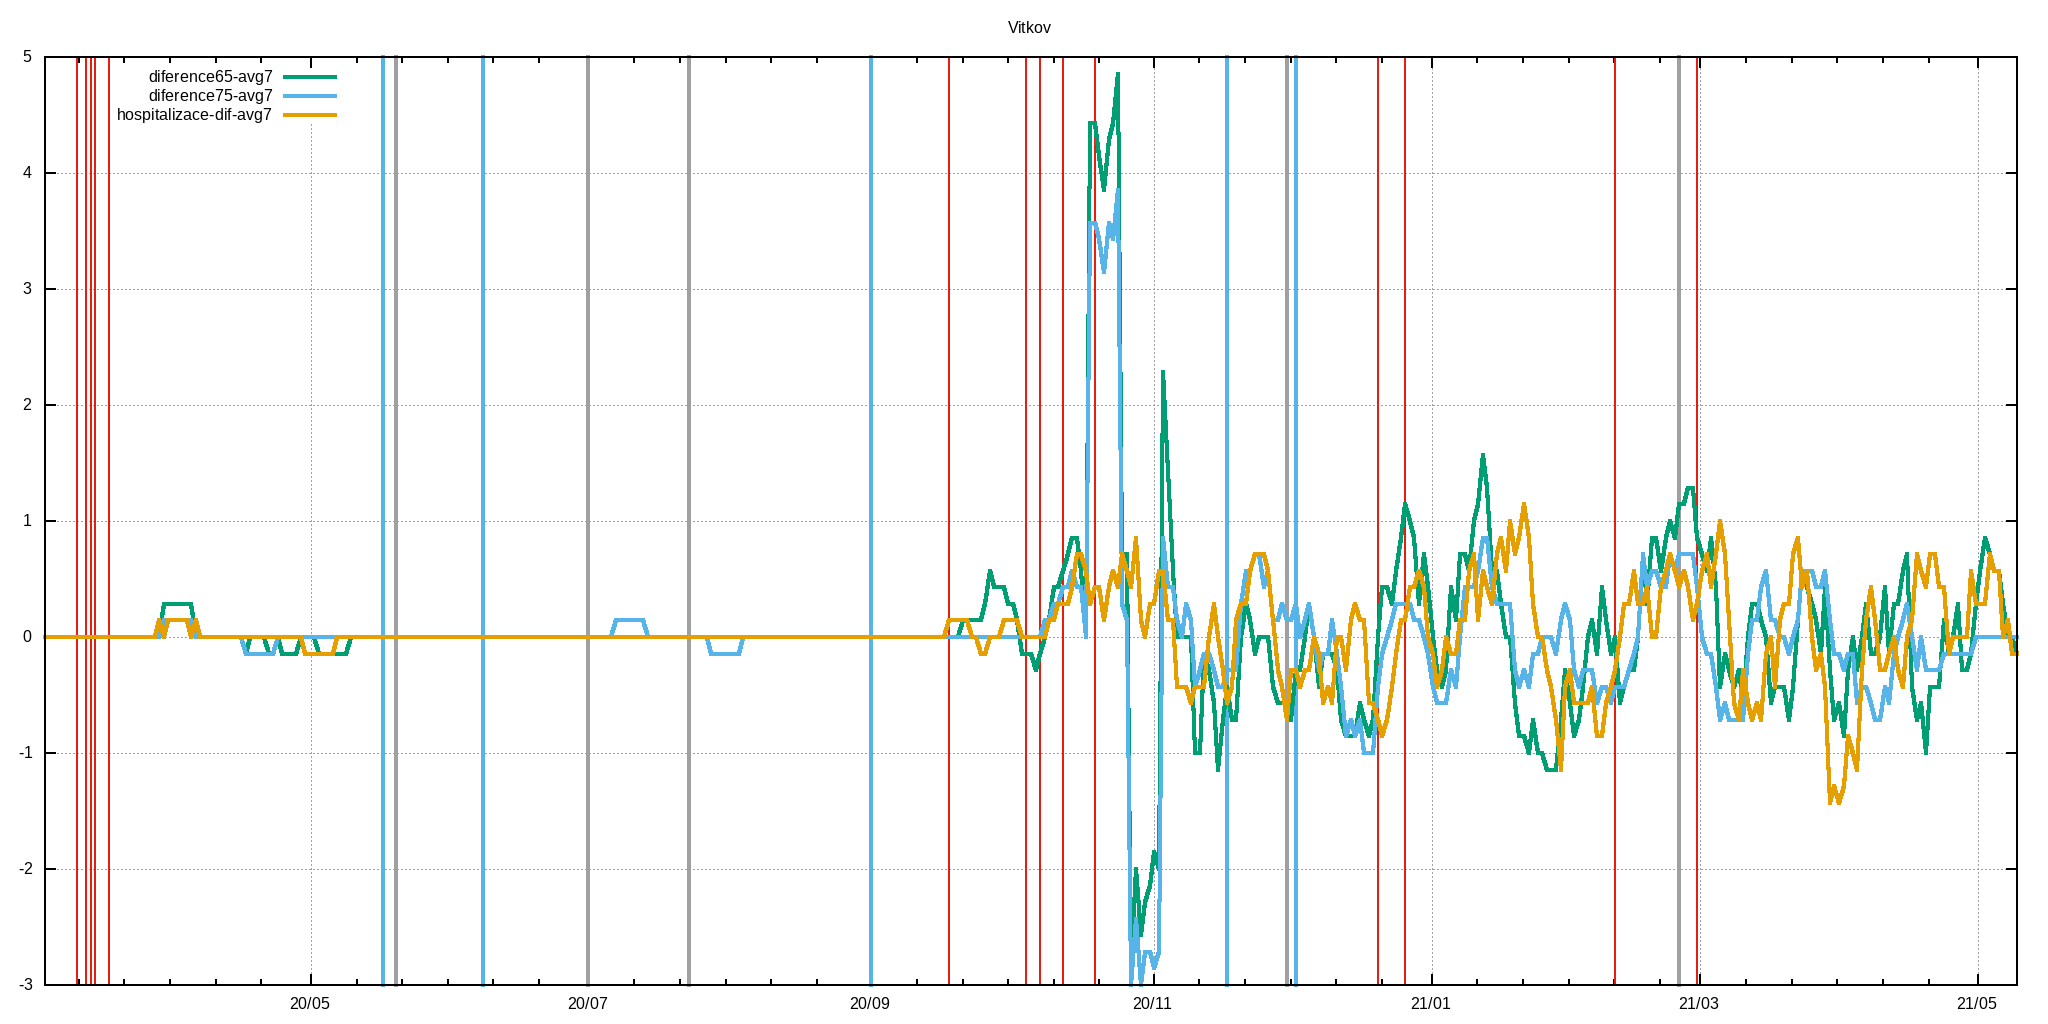 Vitkov
5
diference65-avg7
diference75-avg7
hospitalizace-dif-avg7
4
3
2
1
0
-1
-2
-3
20/05 20/07 20/09 20/11 21/01 21/03 21/05